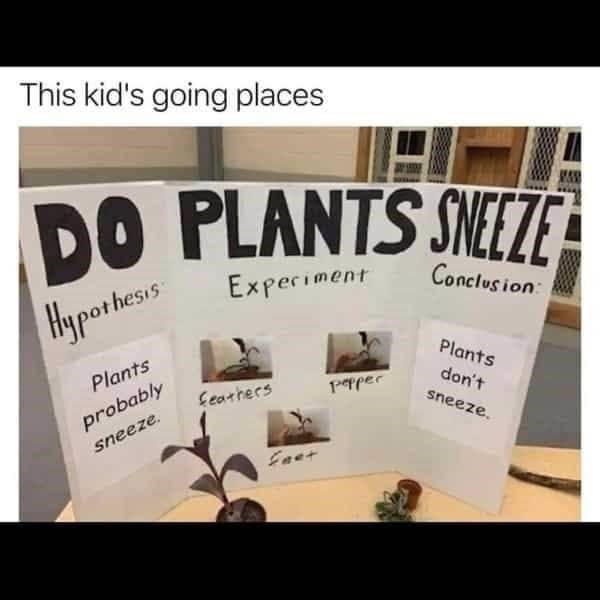 This kid's going places
DO PLANTS SNEEZE
Hypothesis:
Plants
probably
sneeze.
Experiment
feathers
pepper
feet
Conclusion:
Plants
don't
sneeze.